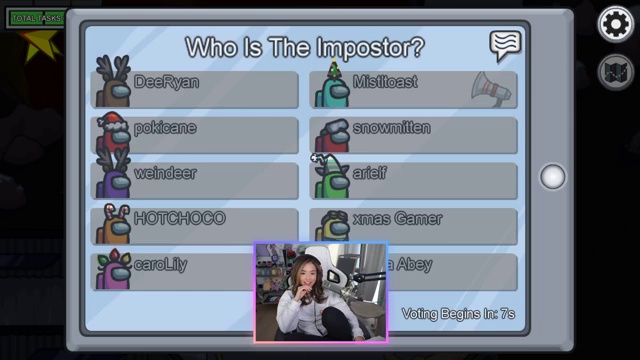 TOTAL TASKS
Who Is The Impostor?
DeeRyan
Mistitoast
pokicane
snowmitten
weindeer
arielf
HOTCHOCO
xmas Gamer
caroLily
Abey
Voting Begins In: 7s